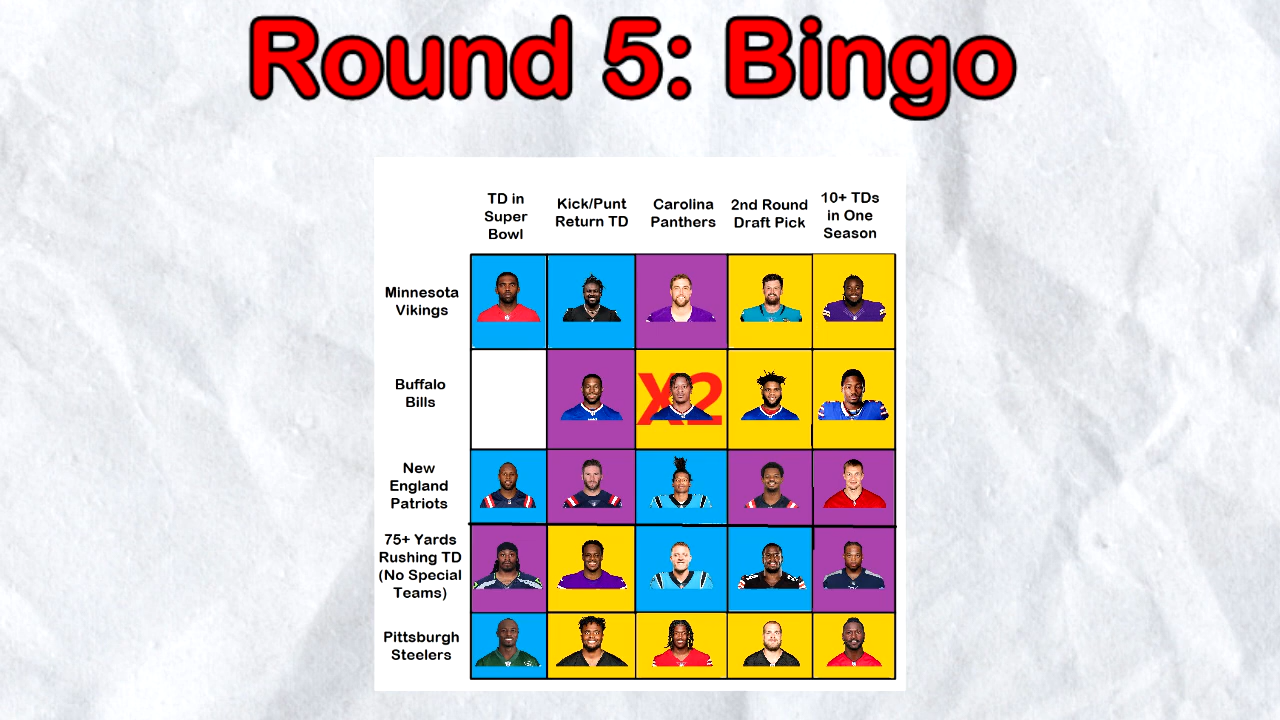 Round 5: Bingo
TD in
Super
Bowl
Kick/Punt
Return TD
Carolina
Panthers
2nd Round
Draft Pick
10+ TDs
in One
Season
Minnesota
Vikings
Buffalo
Bills
X2
New
England
Patriots
75+ Yards
Rushing TD
(No Special
Teams)
Pittsburgh
Steelers